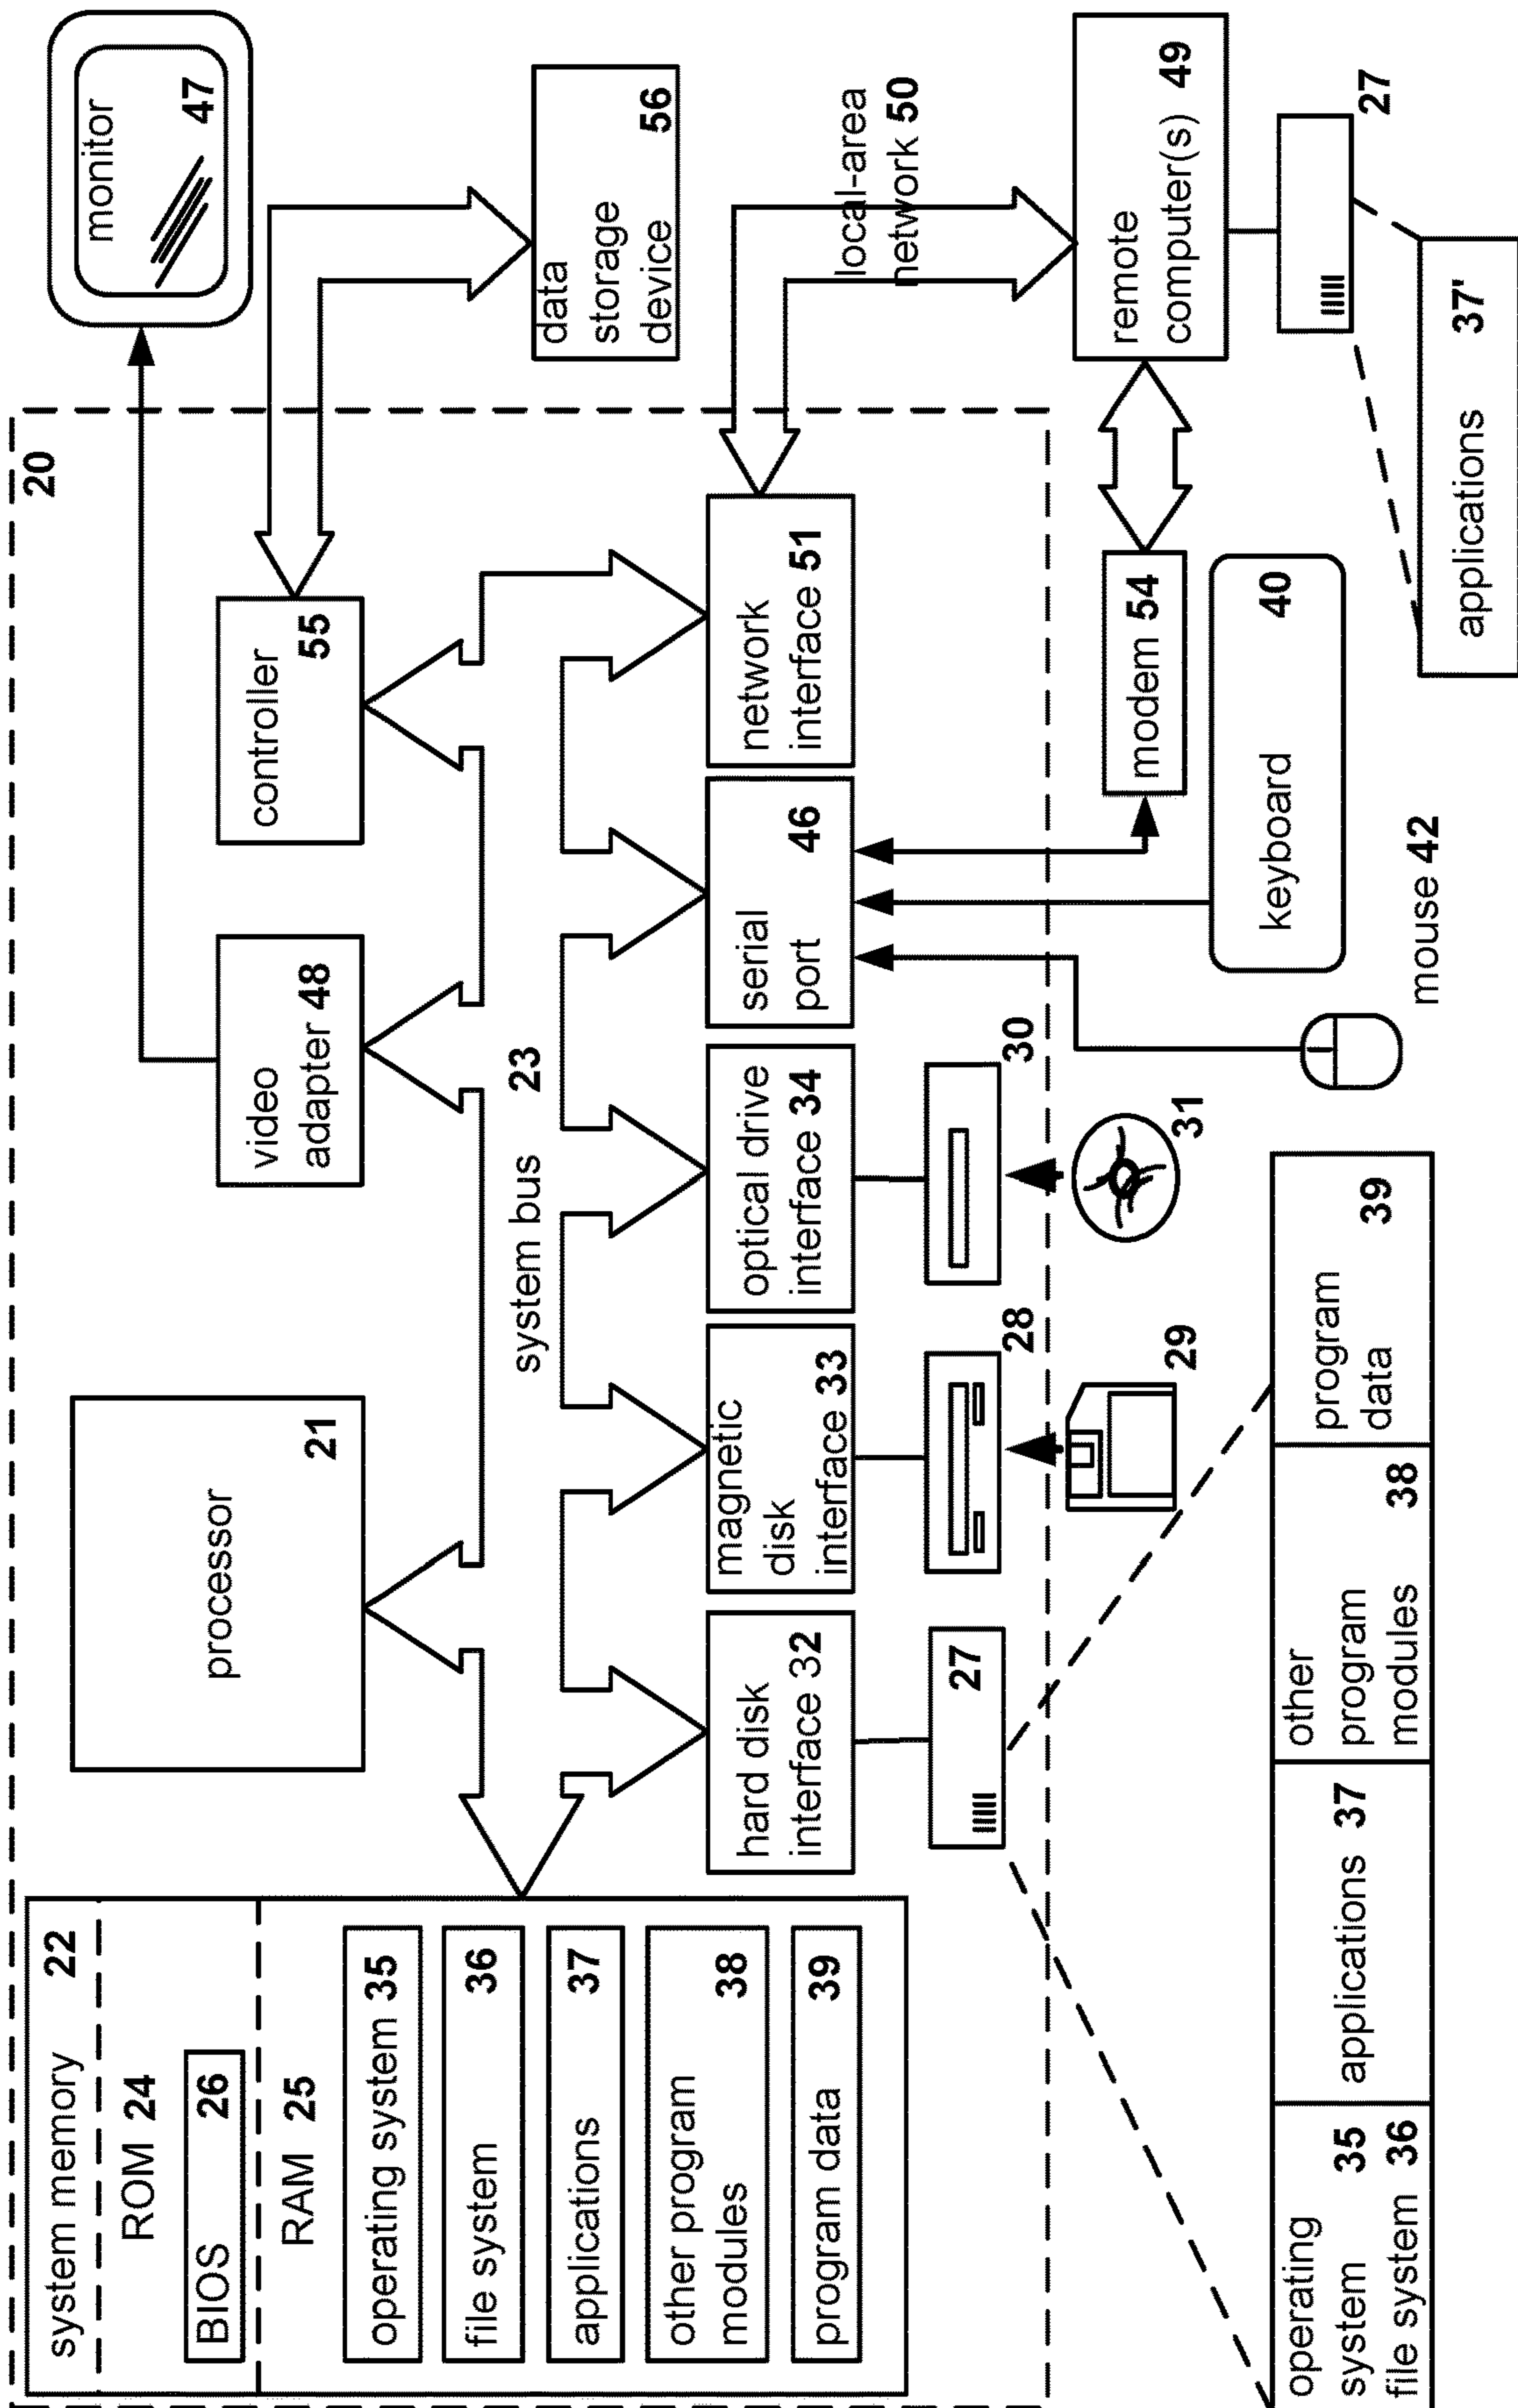 system memory 22
ROM 24
BIOS 26
RAM 25
operating system 35
file system 36
applications 37
other program
modules 38
program data 39
processor
21
video
adapter 48
controller
55
20
monitor
47
data
storage
device 56
system bus 23
local-area
network 50
hard disk
interface 32
magnetic
disk
interface 33
optical drive
interface 34
serial
port 46
network
interface 51
27
28
30
29
31
modem 54
remote
computer(s) 49
27
keyboard 40
mouse 42
applications 37'
operating
system 35
file system 36
applications 37
other
program
modules 38
program
data 39